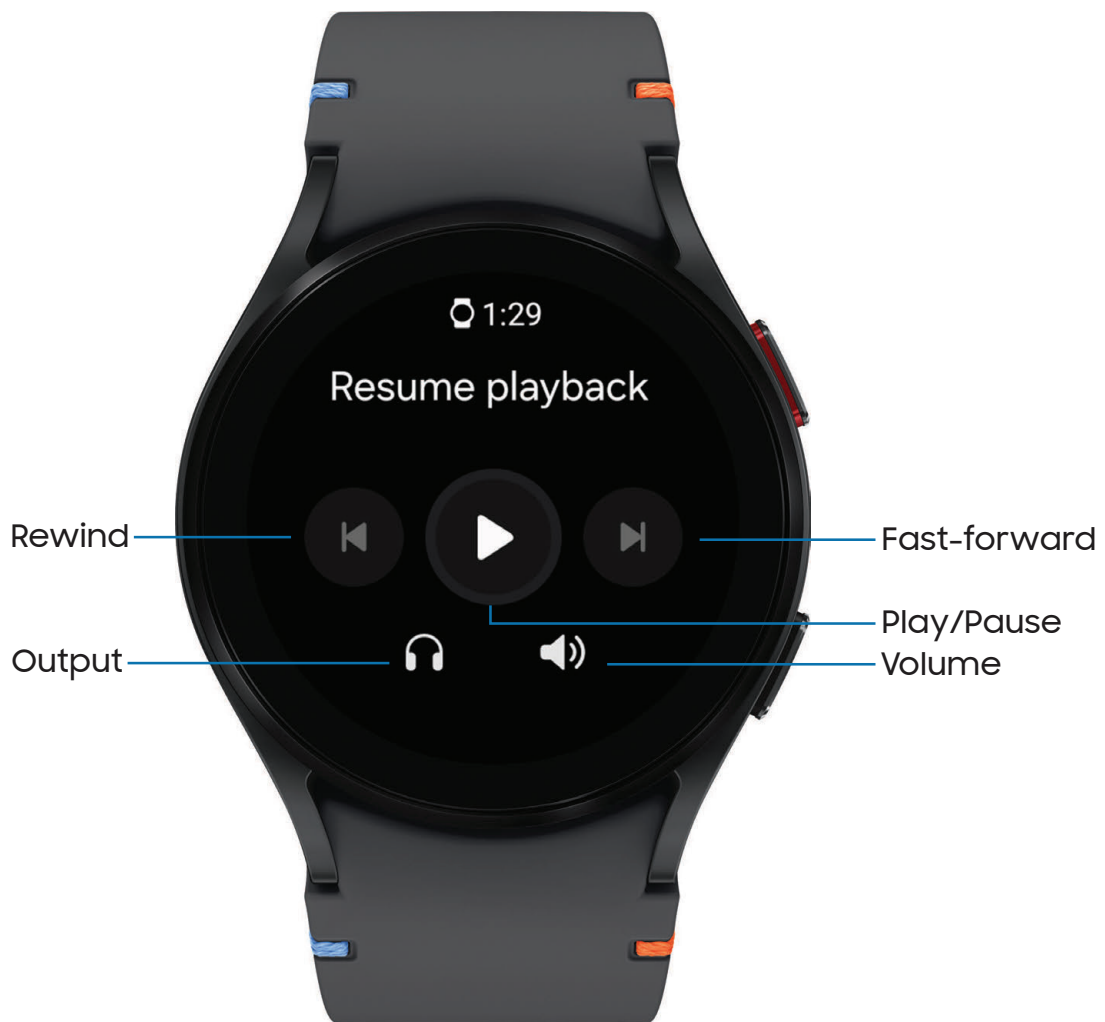 1:29
Resume playback
Rewind
Fast-forward
Play/Pause
Output
Volume